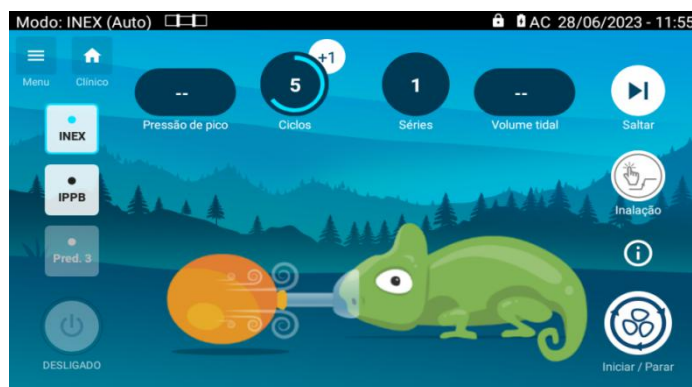 Modo: INEX (Auto) AC 28/06/2023 - 11:55
Menu
Clínico
+1
--
5
1
--
Pressão de pico
Ciclos
Séries
Volume tidal
Saltar
INEX
IPPB
Inalação
Pred. 3
DESLIGADO
Iniciar / Parar